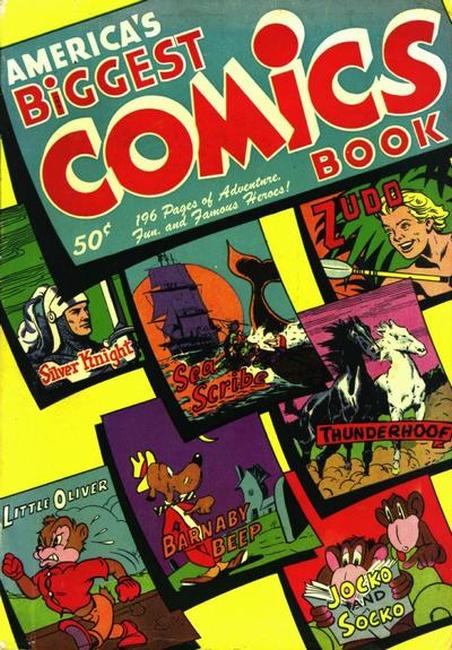 AMERICA'S
BiGGEST
COMiCS
BOOK
50¢
196 Pages of Adventure,
Fun, and Famous Heroes!
ZUDO
Silver Knight
Sea
Scribe
THUNDERHOOF
LITTLE OLIVER
BARNABY
BEEP
JOCKO
AND
SOCKO